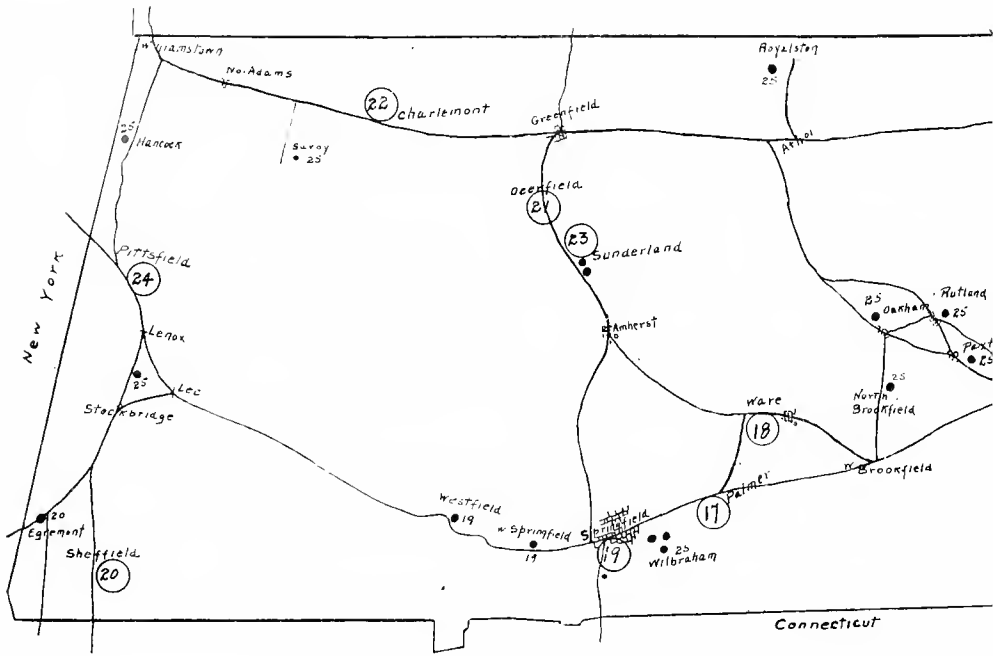 Williamstown
No. Adams
22
Charlemont
Greenfield
Royalston
25
Athol
Hancock
Savoy
25
Deerfield
21
23
Sunderland
Pittsfield
24
New York
Lenox
25
Lee
Stockbridge
Amherst
25
Oakham
Rutland
25
Paxt
25
25
North
Brookfield
Ware
18
W.
Brookfield
Palmer
17
Westfield
19
W Springfield
19
Springfield
19
25
Wilbraham
20
Egremont
Sheffield
20
Connecticut